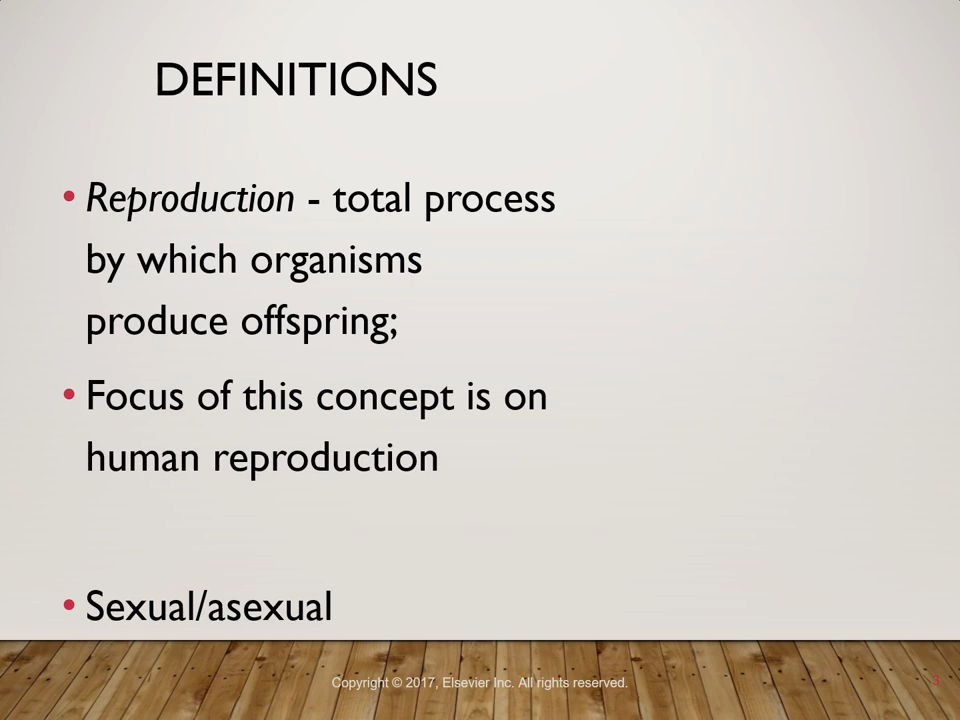 DEFINITIONS
• Reproduction - total process
by which organisms
produce offspring;
• Focus of this concept is on
human reproduction
• Sexual/asexual
Copyright © 2017, Elsevier Inc. All rights reserved.